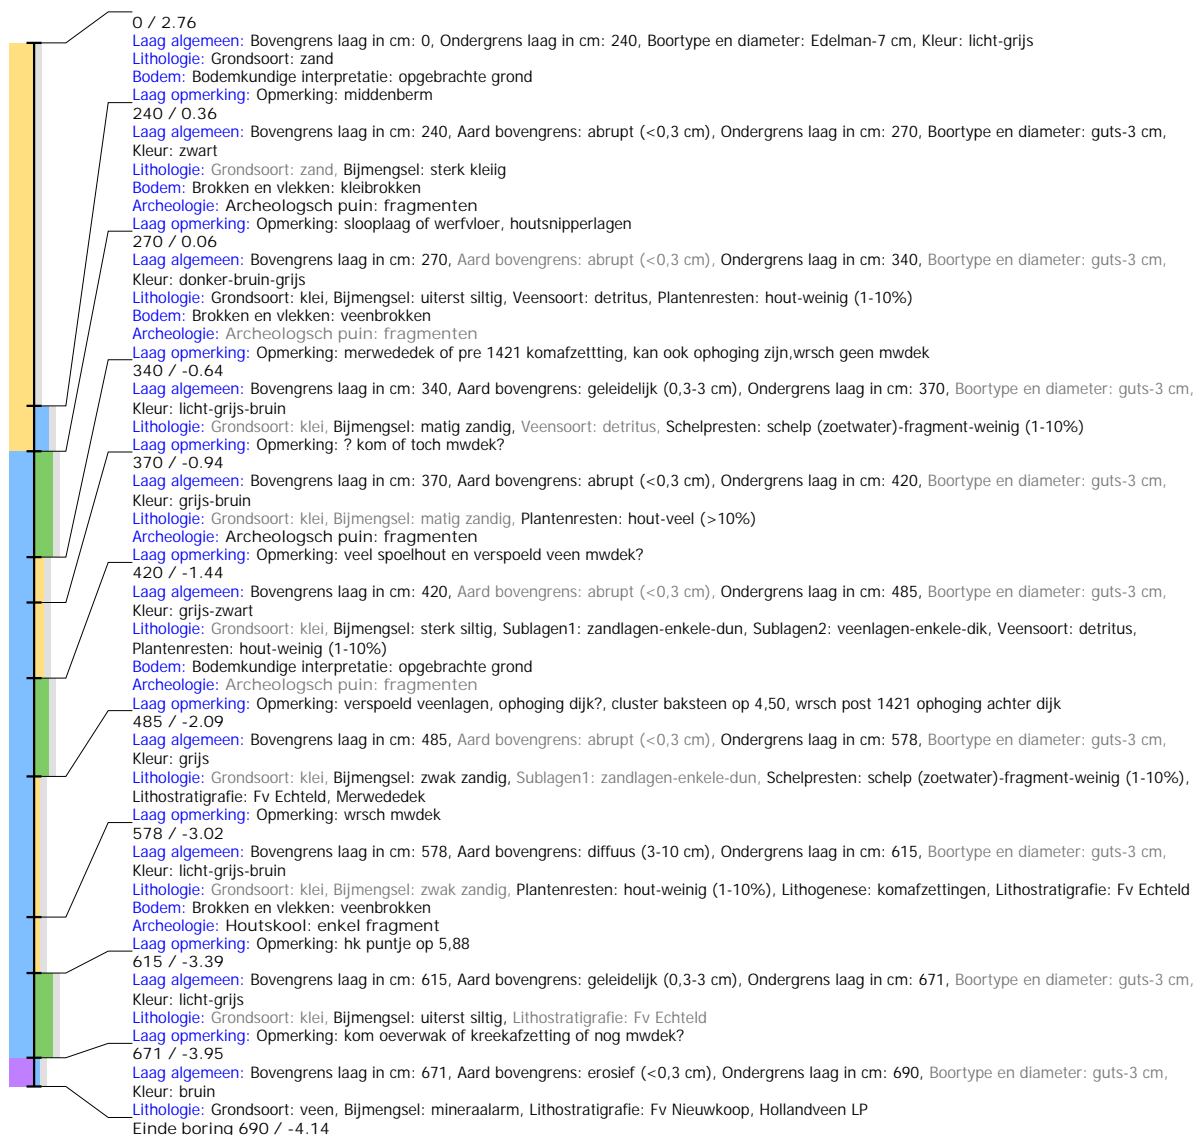 0 / 2.76
Laag algemeen: Bovengrens laag in cm: 0, Ondergrens laag in cm: 240, Boortype en diameter: Edelman-7 cm, Kleur: licht-grijs
Lithologie: Grondsoort: zand
Bodem: Bodemkundige interpretatie: opgebrachte grond
Laag opmerking: Opmerking: middenberm
240 / 0.36
Laag algemeen: Bovengrens laag in cm: 240, Aard bovengrens: abrupt (<0,3 cm), Ondergrens laag in cm: 270, Boortype en diameter: guts-3 cm,
Kleur: zwart
Lithologie: Grondsoort: zand, Bijmengsel: sterk kleiig
Bodem: Brokken en vlekken: kleibrokken
Archeologie: Archeologsch puin: fragmenten
Laag opmerking: Opmerking: slooplaag of werfvloer, houtsnipperlagen
270 / 0.06
Laag algemeen: Bovengrens laag in cm: 270, Aard bovengrens: abrupt (<0,3 cm), Ondergrens laag in cm: 340, Boortype en diameter: guts-3 cm,
Kleur: donker-bruin-grijs
Lithologie: Grondsoort: klei, Bijmengsel: uiterst siltig, Veensoort: detritus, Plantenresten: hout-weinig (1-10%)
Bodem: Brokken en vlekken: veenbrokken
Archeologie: Archeologsch puin: fragmenten
Laag opmerking: Opmerking: merwededek of pre 1421 komafzettting, kan ook ophoging zijn,wrsch geen mwdek
340 / -0.64
Laag algemeen: Bovengrens laag in cm: 340, Aard bovengrens: geleidelijk (0,3-3 cm), Ondergrens laag in cm: 370, Boortype en diameter: guts-3 cm,
Kleur: licht-grijs-bruin
Lithologie: Grondsoort: klei, Bijmengsel: matig zandig, Veensoort: detritus, Schelpresten: schelp (zoetwater)-fragment-weinig (1-10%)
Laag opmerking: Opmerking: ? kom of toch mwdek?
370 / -0.94
Laag algemeen: Bovengrens laag in cm: 370, Aard bovengrens: abrupt (<0,3 cm), Ondergrens laag in cm: 420, Boortype en diameter: guts-3 cm,
Kleur: grijs-bruin
Lithologie: Grondsoort: klei, Bijmengsel: matig zandig, Plantenresten: hout-veel (>10%)
Archeologie: Archeologsch puin: fragmenten
Laag opmerking: Opmerking: veel spoelhout en verspoeld veen mwdek?
420 / -1.44
Laag algemeen: Bovengrens laag in cm: 420, Aard bovengrens: abrupt (<0,3 cm), Ondergrens laag in cm: 485, Boortype en diameter: guts-3 cm,
Kleur: grijs-zwart
Lithologie: Grondsoort: klei, Bijmengsel: sterk siltig, Sublagen1: zandlagen-enkele-dun, Sublagen2: veenlagen-enkele-dik, Veensoort: detritus,
Plantenresten: hout-weinig (1-10%)
Bodem: Bodemkundige interpretatie: opgebrachte grond
Archeologie: Archeologsch puin: fragmenten
Laag opmerking: Opmerking: verspoeld veenlagen, ophoging dijk?, cluster baksteen op 4,50, wrsch post 1421 ophoging achter dijk
485 / -2.09
Laag algemeen: Bovengrens laag in cm: 485, Aard bovengrens: abrupt (<0,3 cm), Ondergrens laag in cm: 578, Boortype en diameter: guts-3 cm,
Kleur: grijs
Lithologie: Grondsoort: klei, Bijmengsel: zwak zandig, Sublagen1: zandlagen-enkele-dun, Schelpresten: schelp (zoetwater)-fragment-weinig (1-10%),
Lithostratigrafie: Fv Echteld, Merwededek
Laag opmerking: Opmerking: wrsch mwdek
578 / -3.02
Laag algemeen: Bovengrens laag in cm: 578, Aard bovengrens: diffuus (3-10 cm), Ondergrens laag in cm: 615, Boortype en diameter: guts-3 cm,
Kleur: licht-grijs-bruin
Lithologie: Grondsoort: klei, Bijmengsel: zwak zandig, Plantenresten: hout-weinig (1-10%), Lithogenese: komafzettingen, Lithostratigrafie: Fv Echteld
Bodem: Brokken en vlekken: veenbrokken
Archeologie: Houtskool: enkel fragment
Laag opmerking: Opmerking: hk puntje op 5,88
615 / -3.39
Laag algemeen: Bovengrens laag in cm: 615, Aard bovengrens: geleidelijk (0,3-3 cm), Ondergrens laag in cm: 671, Boortype en diameter: guts-3 cm,
Kleur: licht-grijs
Lithologie: Grondsoort: klei, Bijmengsel: uiterst siltig, Lithostratigrafie: Fv Echteld
Laag opmerking: Opmerking: kom oeverwak of kreekafzetting of nog mwdek?
671 / -3.95
Laag algemeen: Bovengrens laag in cm: 671, Aard bovengrens: erosief (<0,3 cm), Ondergrens laag in cm: 690, Boortype en diameter: guts-3 cm,
Kleur: bruin
Lithologie: Grondsoort: veen, Bijmengsel: mineraalarm, Lithostratigrafie: Fv Nieuwkoop, Hollandveen LP
Einde boring 690 / -4.14